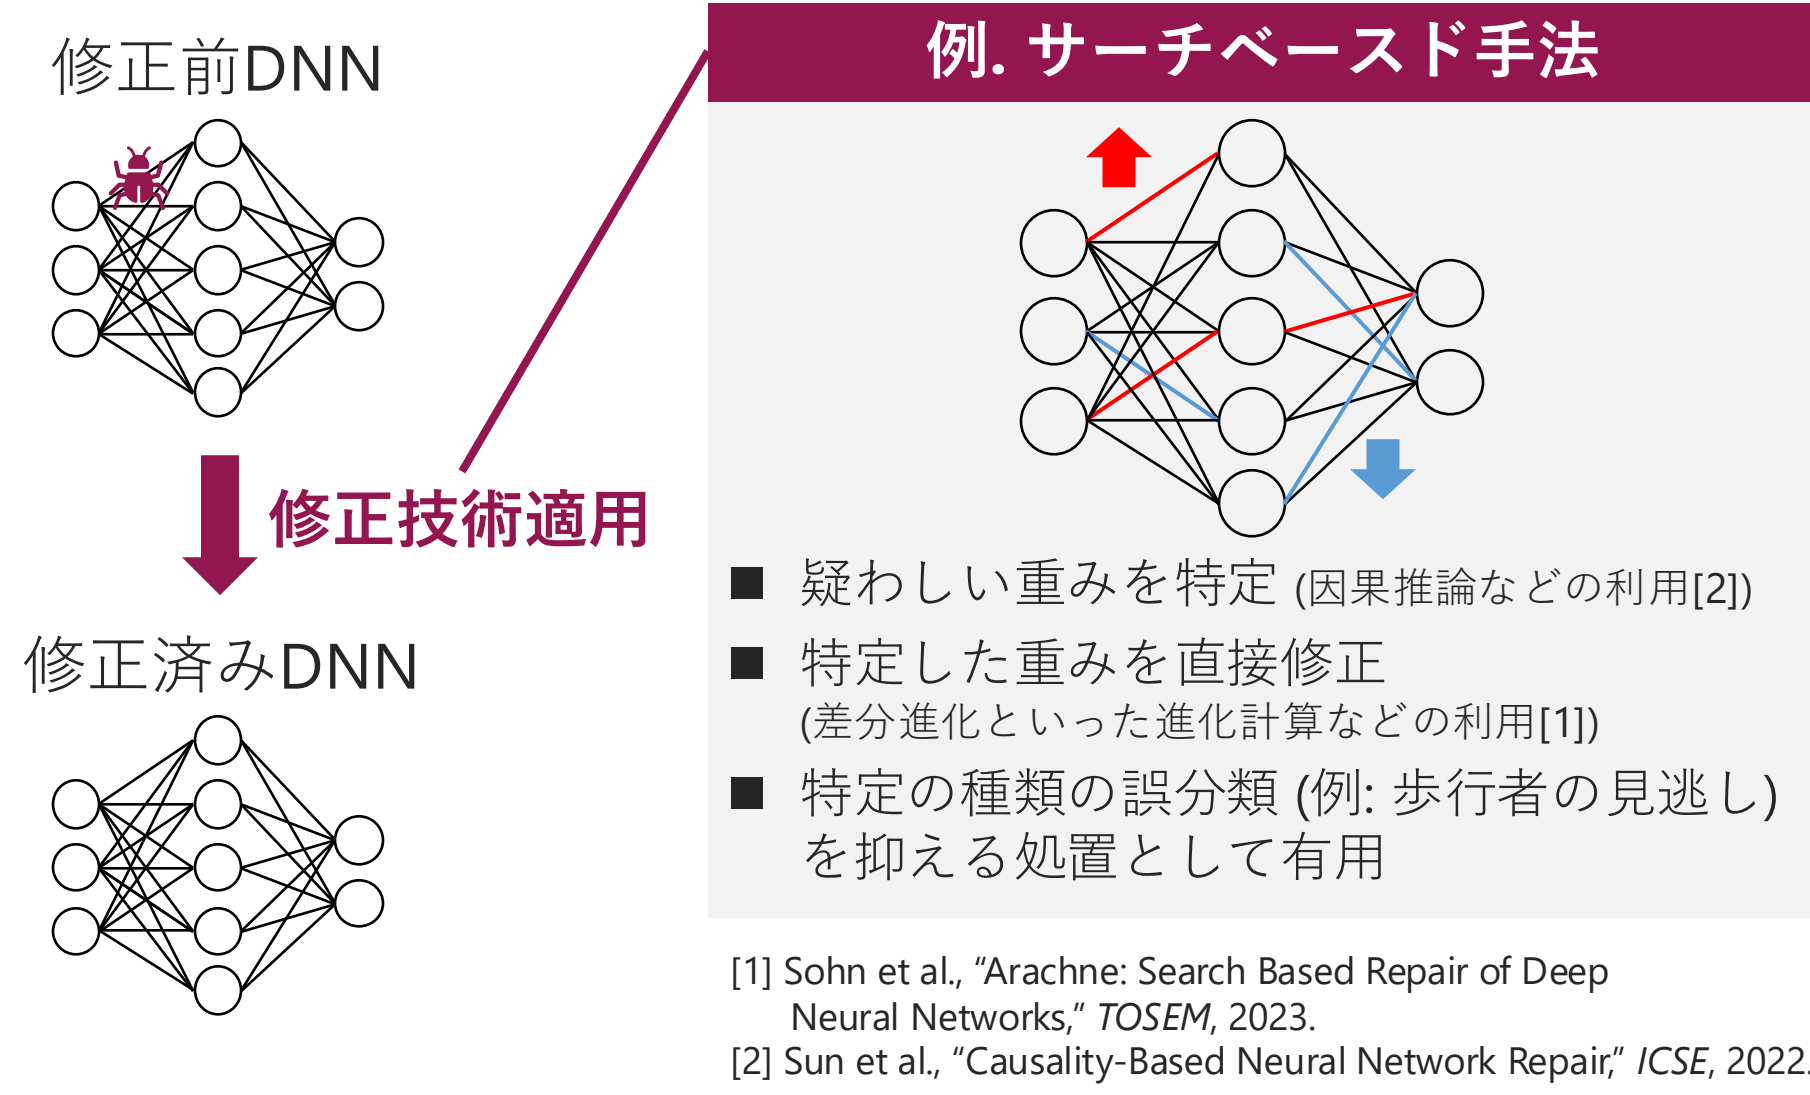 修正前DNN
修正技術適用
修正済みDNN
例. サーチベースド手法
■ 疑わしい重みを特定 (因果推論などの利用[2])
■ 特定した重みを直接修正
(差分進化といった進化計算などの利用[1])
■ 特定の種類の誤分類 (例: 歩行者の見逃し)
を抑える処置として有用
[1] Sohn et al., “Arachne: Search Based Repair of Deep
Neural Networks,” TOSEM, 2023.
[2] Sun et al., “Causality-Based Neural Network Repair,” ICSE, 2022.